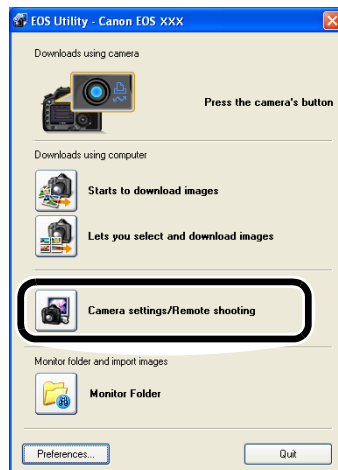 EOS Utility - Canon EOS XXX
Downloads using camera
Press the camera's button
Downloads using computer
Starts to download images
Lets you select and download images
Camera settings/Remote shooting
Monitor folder and import images
Monitor Folder
Preferences...
Quit